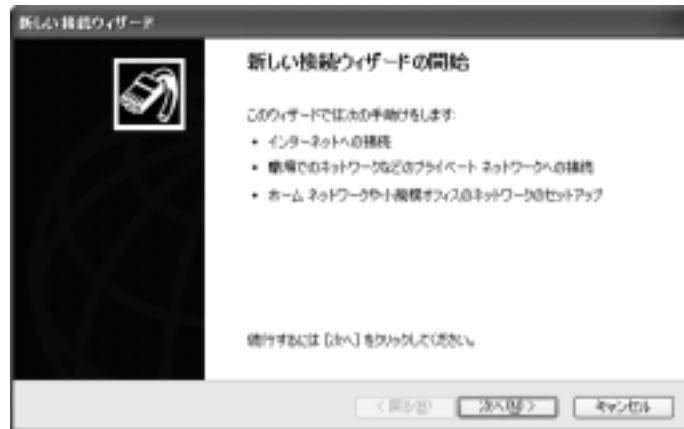 新しい接続ウィザード
新しい接続ウィザードの開始
このウィザードでは次の手助けをします:
• インターネットへの接続
• 職場でのネットワークなどのプライベート ネットワークへの接続
• ホーム ネットワークや小規模オフィスのネットワークのセットアップ
続行するには [次へ] をクリックしてください。
< 戻る(B) 次へ(N) > キャンセル